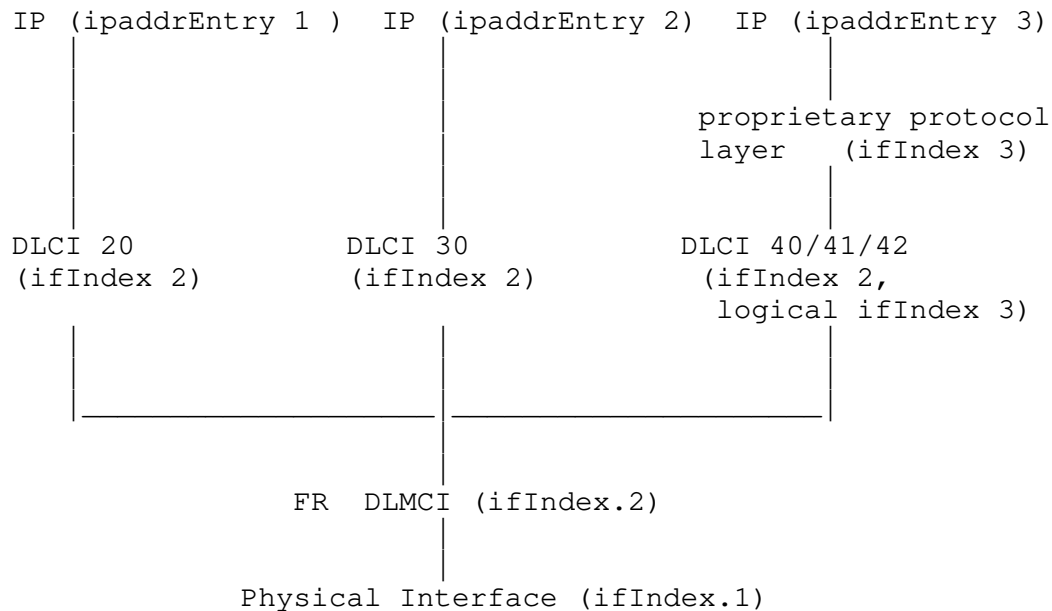 IP (ipaddrEntry 1 ) IP (ipaddrEntry 2) IP (ipaddrEntry 3)
proprietary protocol
layer (ifIndex 3)
DLCI 20 DLCI 30 DLCI 40/41/42
(ifIndex 2) (ifIndex 2) (ifIndex 2,
logical ifIndex 3)
FR DLMCI (ifIndex.2)
Physical Interface (ifIndex.1)